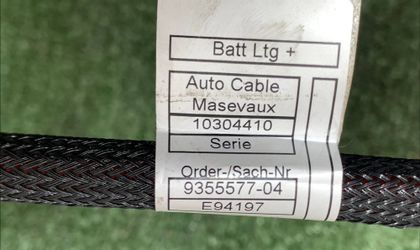 Batt Ltg +
Auto Cable
Masevaux
10304410
Serie
Order-/Sach-Nr
9355577-04
E94197